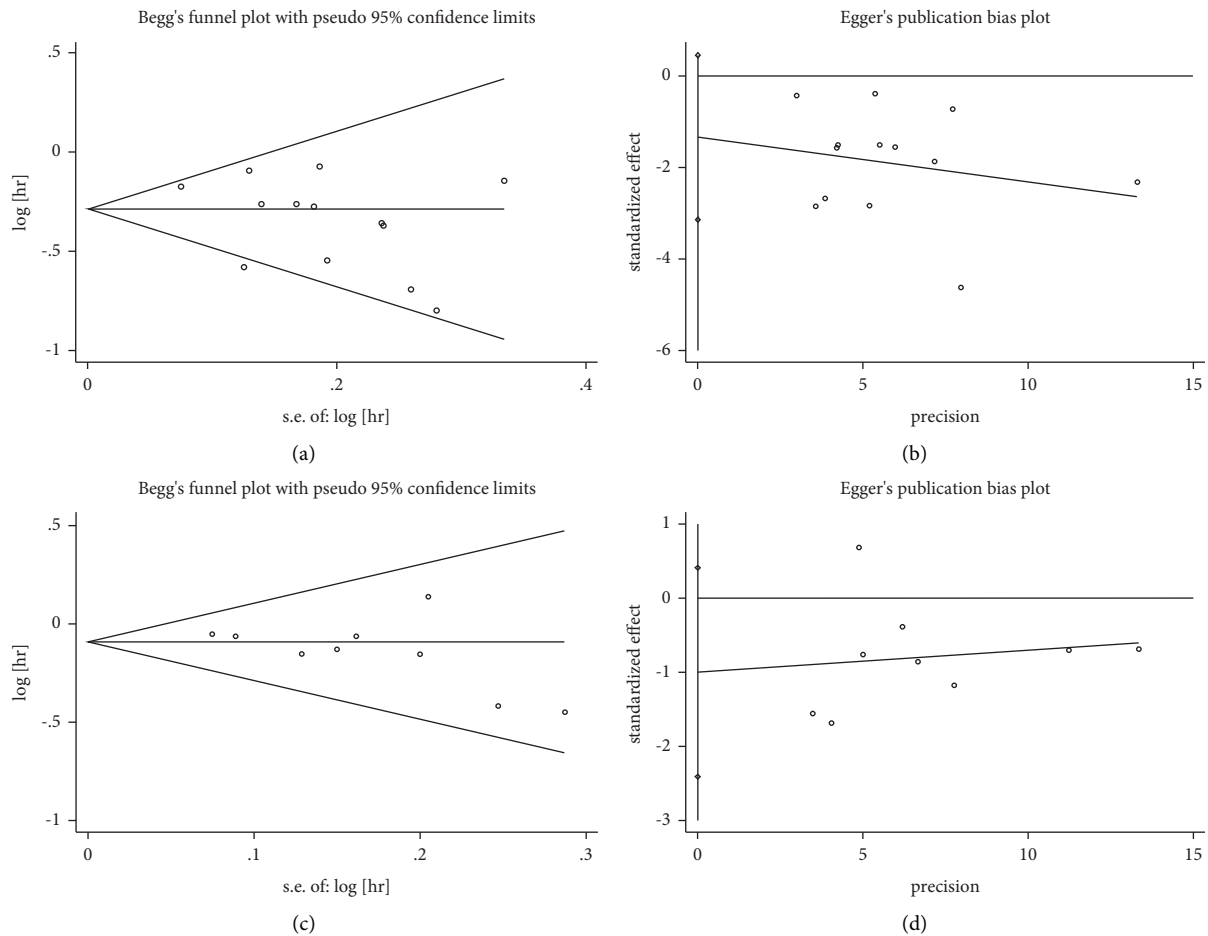 Begg's funnel plot with pseudo 95% confidence limits
.5
0
-.5
-1
log [hr]
0
.2
.4
s.e. of: log [hr]
(a)
Egger's publication bias plot
0
-2
-4
-6
standardized effect
0
5
10
15
precision
(b)
Begg's funnel plot with pseudo 95% confidence limits
.5
0
-.5
-1
log [hr]
0
.1
.2
.3
s.e. of: log [hr]
(c)
Egger's publication bias plot
1
0
-1
-2
-3
standardized effect
0
5
10
15
precision
(d)